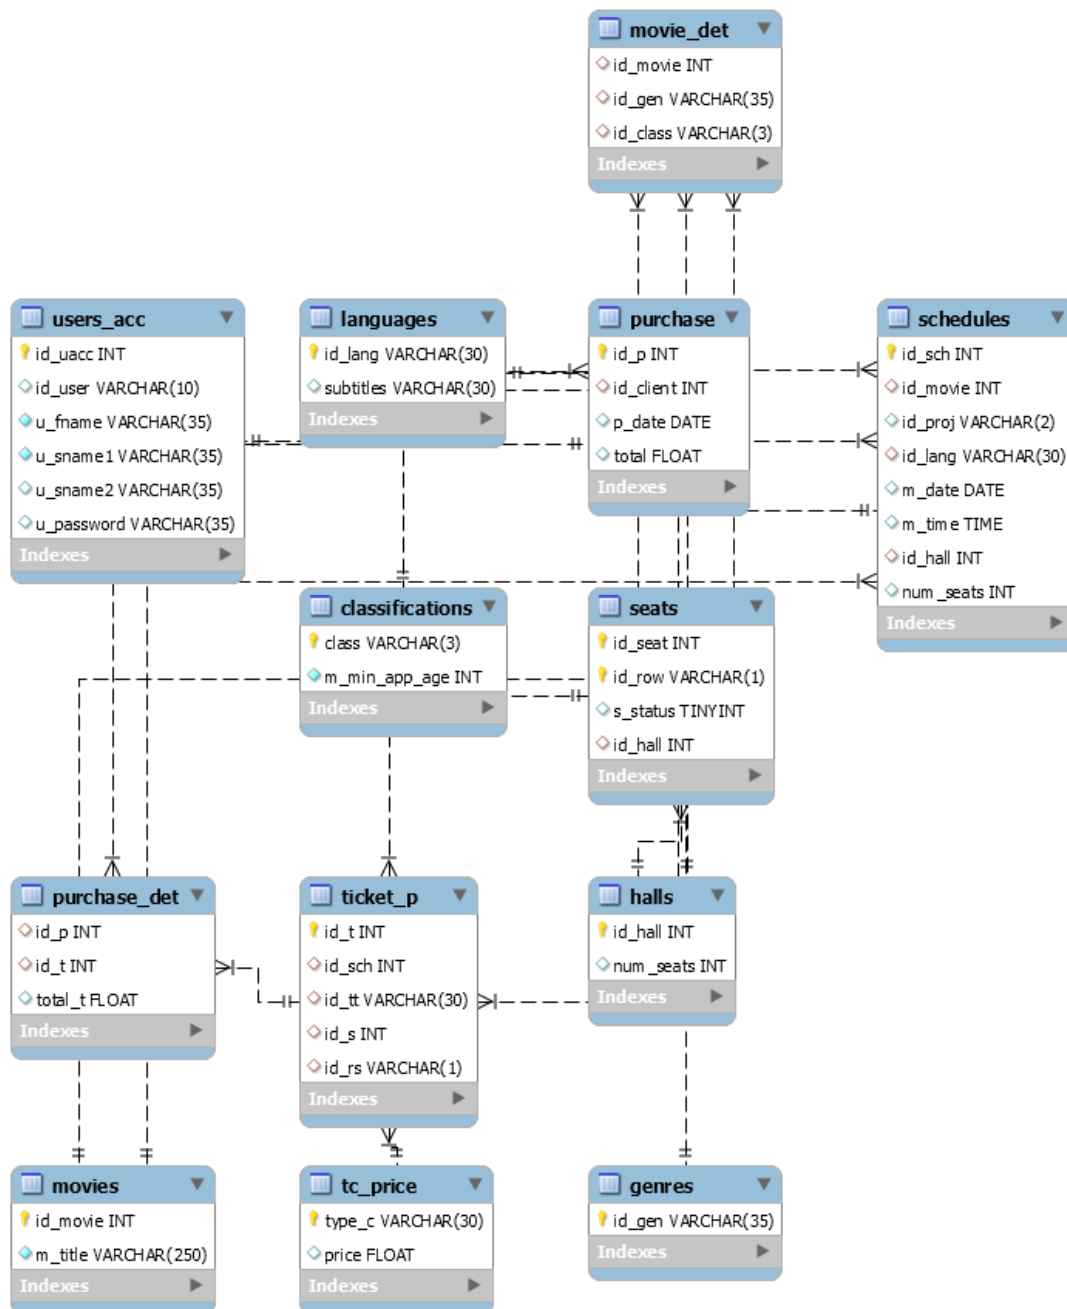 movie_det
id_movie INT
id_gen VARCHAR(35)
id_class VARCHAR(3)
Indexes
users_acc
id_uacc INT
id_user VARCHAR(10)
u_fname VARCHAR(35)
u_sname1 VARCHAR(35)
u_sname2 VARCHAR(35)
u_password VARCHAR(35)
Indexes
languages
id_lang VARCHAR(30)
subtitles VARCHAR(30)
Indexes
purchase
id_p INT
id_client INT
p_date DATE
total FLOAT
Indexes
schedules
id_sch INT
id_movie INT
id_proj VARCHAR(2)
id_lang VARCHAR(30)
m_date DATE
m_time TIME
id_hall INT
num_seats INT
Indexes
classifications
class VARCHAR(3)
m_min_app_age INT
Indexes
seats
id_seat INT
id_row VARCHAR(1)
s_status TINYINT
id_hall INT
Indexes
purchase_det
id_p INT
id_t INT
total_t FLOAT
Indexes
ticket_p
id_t INT
id_sch INT
id_tt VARCHAR(30)
id_s INT
id_rs VARCHAR(1)
Indexes
halls
id_hall INT
num_seats INT
Indexes
movies
id_movie INT
m_title VARCHAR(250)
Indexes
tc_price
type_c VARCHAR(30)
price FLOAT
Indexes
genres
id_gen VARCHAR(35)
Indexes